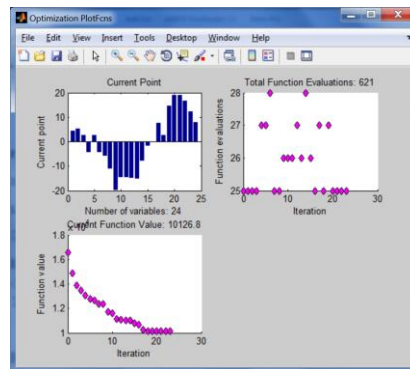 Optimization PlotFcns
File Edit View Insert Tools Desktop Window Help
Current Point
Current point
20
10
0
-10
-20
0 5 10 15 20 25
Number of variables: 24
Total Function Evaluations: 621
Function evaluations
28
27
26
25
0 10 20 30
Iteration
Current Function Value: 10126.8
Function value
1.8
1.6
1.4
1.2
1
0 10 20 30
Iteration